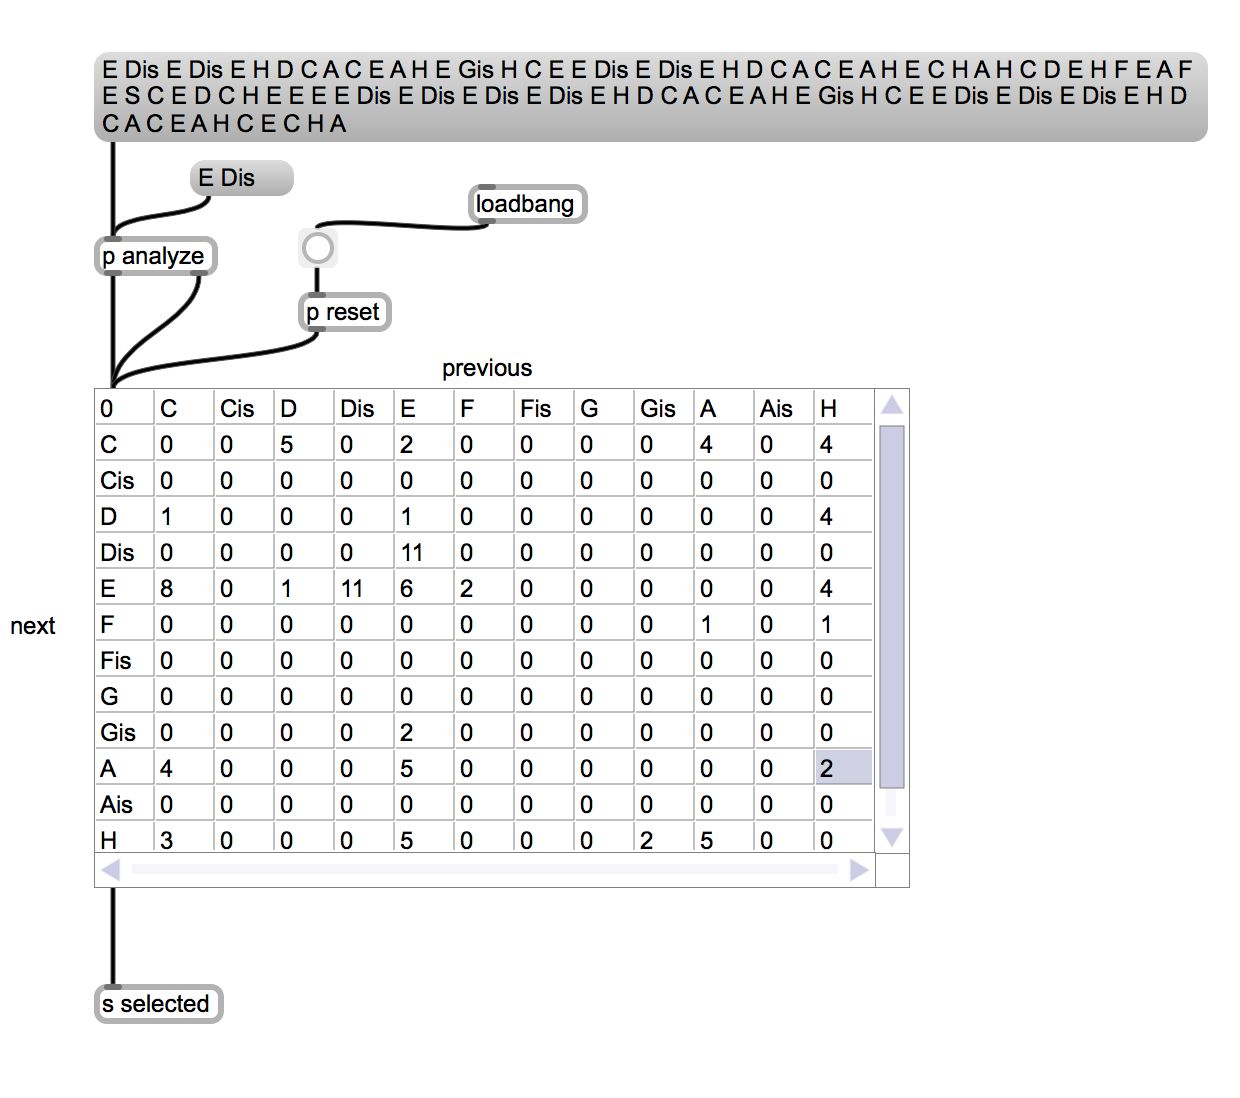 E Dis E Dis E H D C A C E A H E Gis H C E E Dis E Dis E H D C A C E A H E C H A H C D E H F E A F
E S C E D C H E E E E Dis E Dis E Dis E Dis E H D C A C E A H E Gis H C E E Dis E Dis E Dis E H D
C A C E A H C E C H A
E Dis
loadbang
p analyze
p reset
previous
0 C Cis D Dis E F Fis G Gis A Ais H
C 0 0 5 0 2 0 0 0 0 4 0 4
Cis 0 0 0 0 0 0 0 0 0 0 0 0
D 1 0 0 0 1 0 0 0 0 0 0 4
Dis 0 0 0 0 11 0 0 0 0 0 0 0
E 8 0 1 11 6 2 0 0 0 0 0 4
next
F 0 0 0 0 0 0 0 0 0 1 0 1
Fis 0 0 0 0 0 0 0 0 0 0 0 0
G 0 0 0 0 0 0 0 0 0 0 0 0
Gis 0 0 0 0 2 0 0 0 0 0 0 0
A 4 0 0 0 5 0 0 0 0 0 0 2
Ais 0 0 0 0 0 0 0 0 0 0 0 0
H 3 0 0 0 5 0 0 0 2 5 0 0
s selected